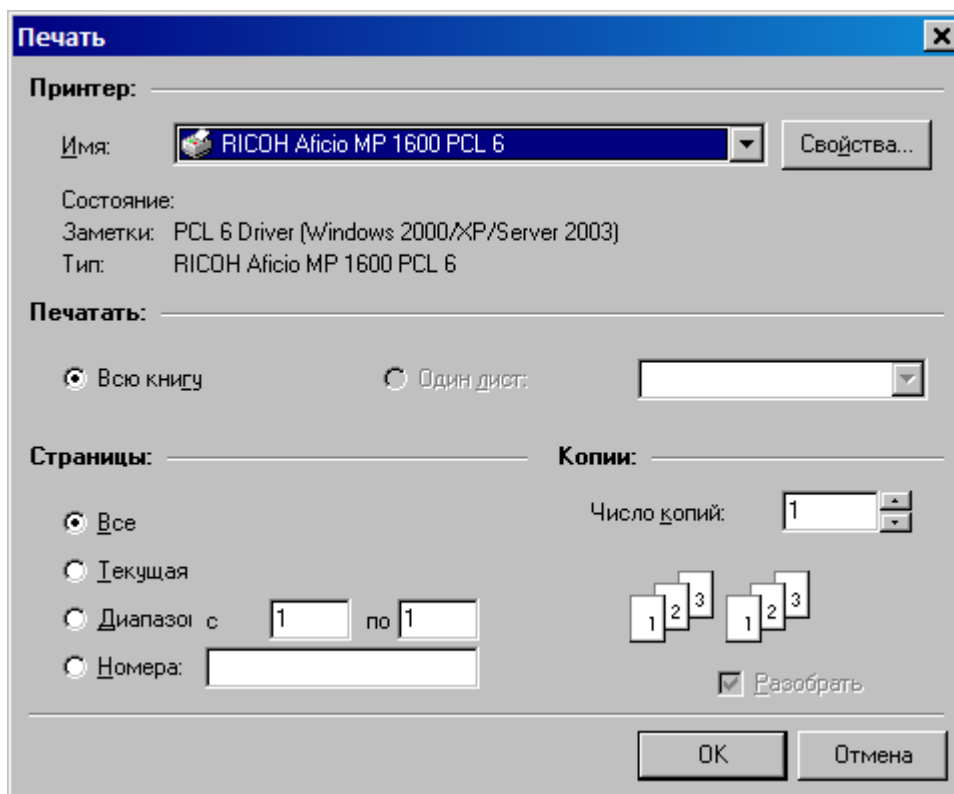 Печать
Принтер:
Имя: RICOH Aficio MP 1600 PCL 6 Свойства...
Состояние:
Заметки: PCL 6 Driver (Windows 2000/XP/Server 2003)
Тип: RICOH Aficio MP 1600 PCL 6
Печатать:
Всю книгу Один лист:
Страницы: Копии:
Все Число копий: 1
Текущая
Диапазон с 1 по 1
1 2 3 1 2 3
Номера:
Разобрать
OK Отмена